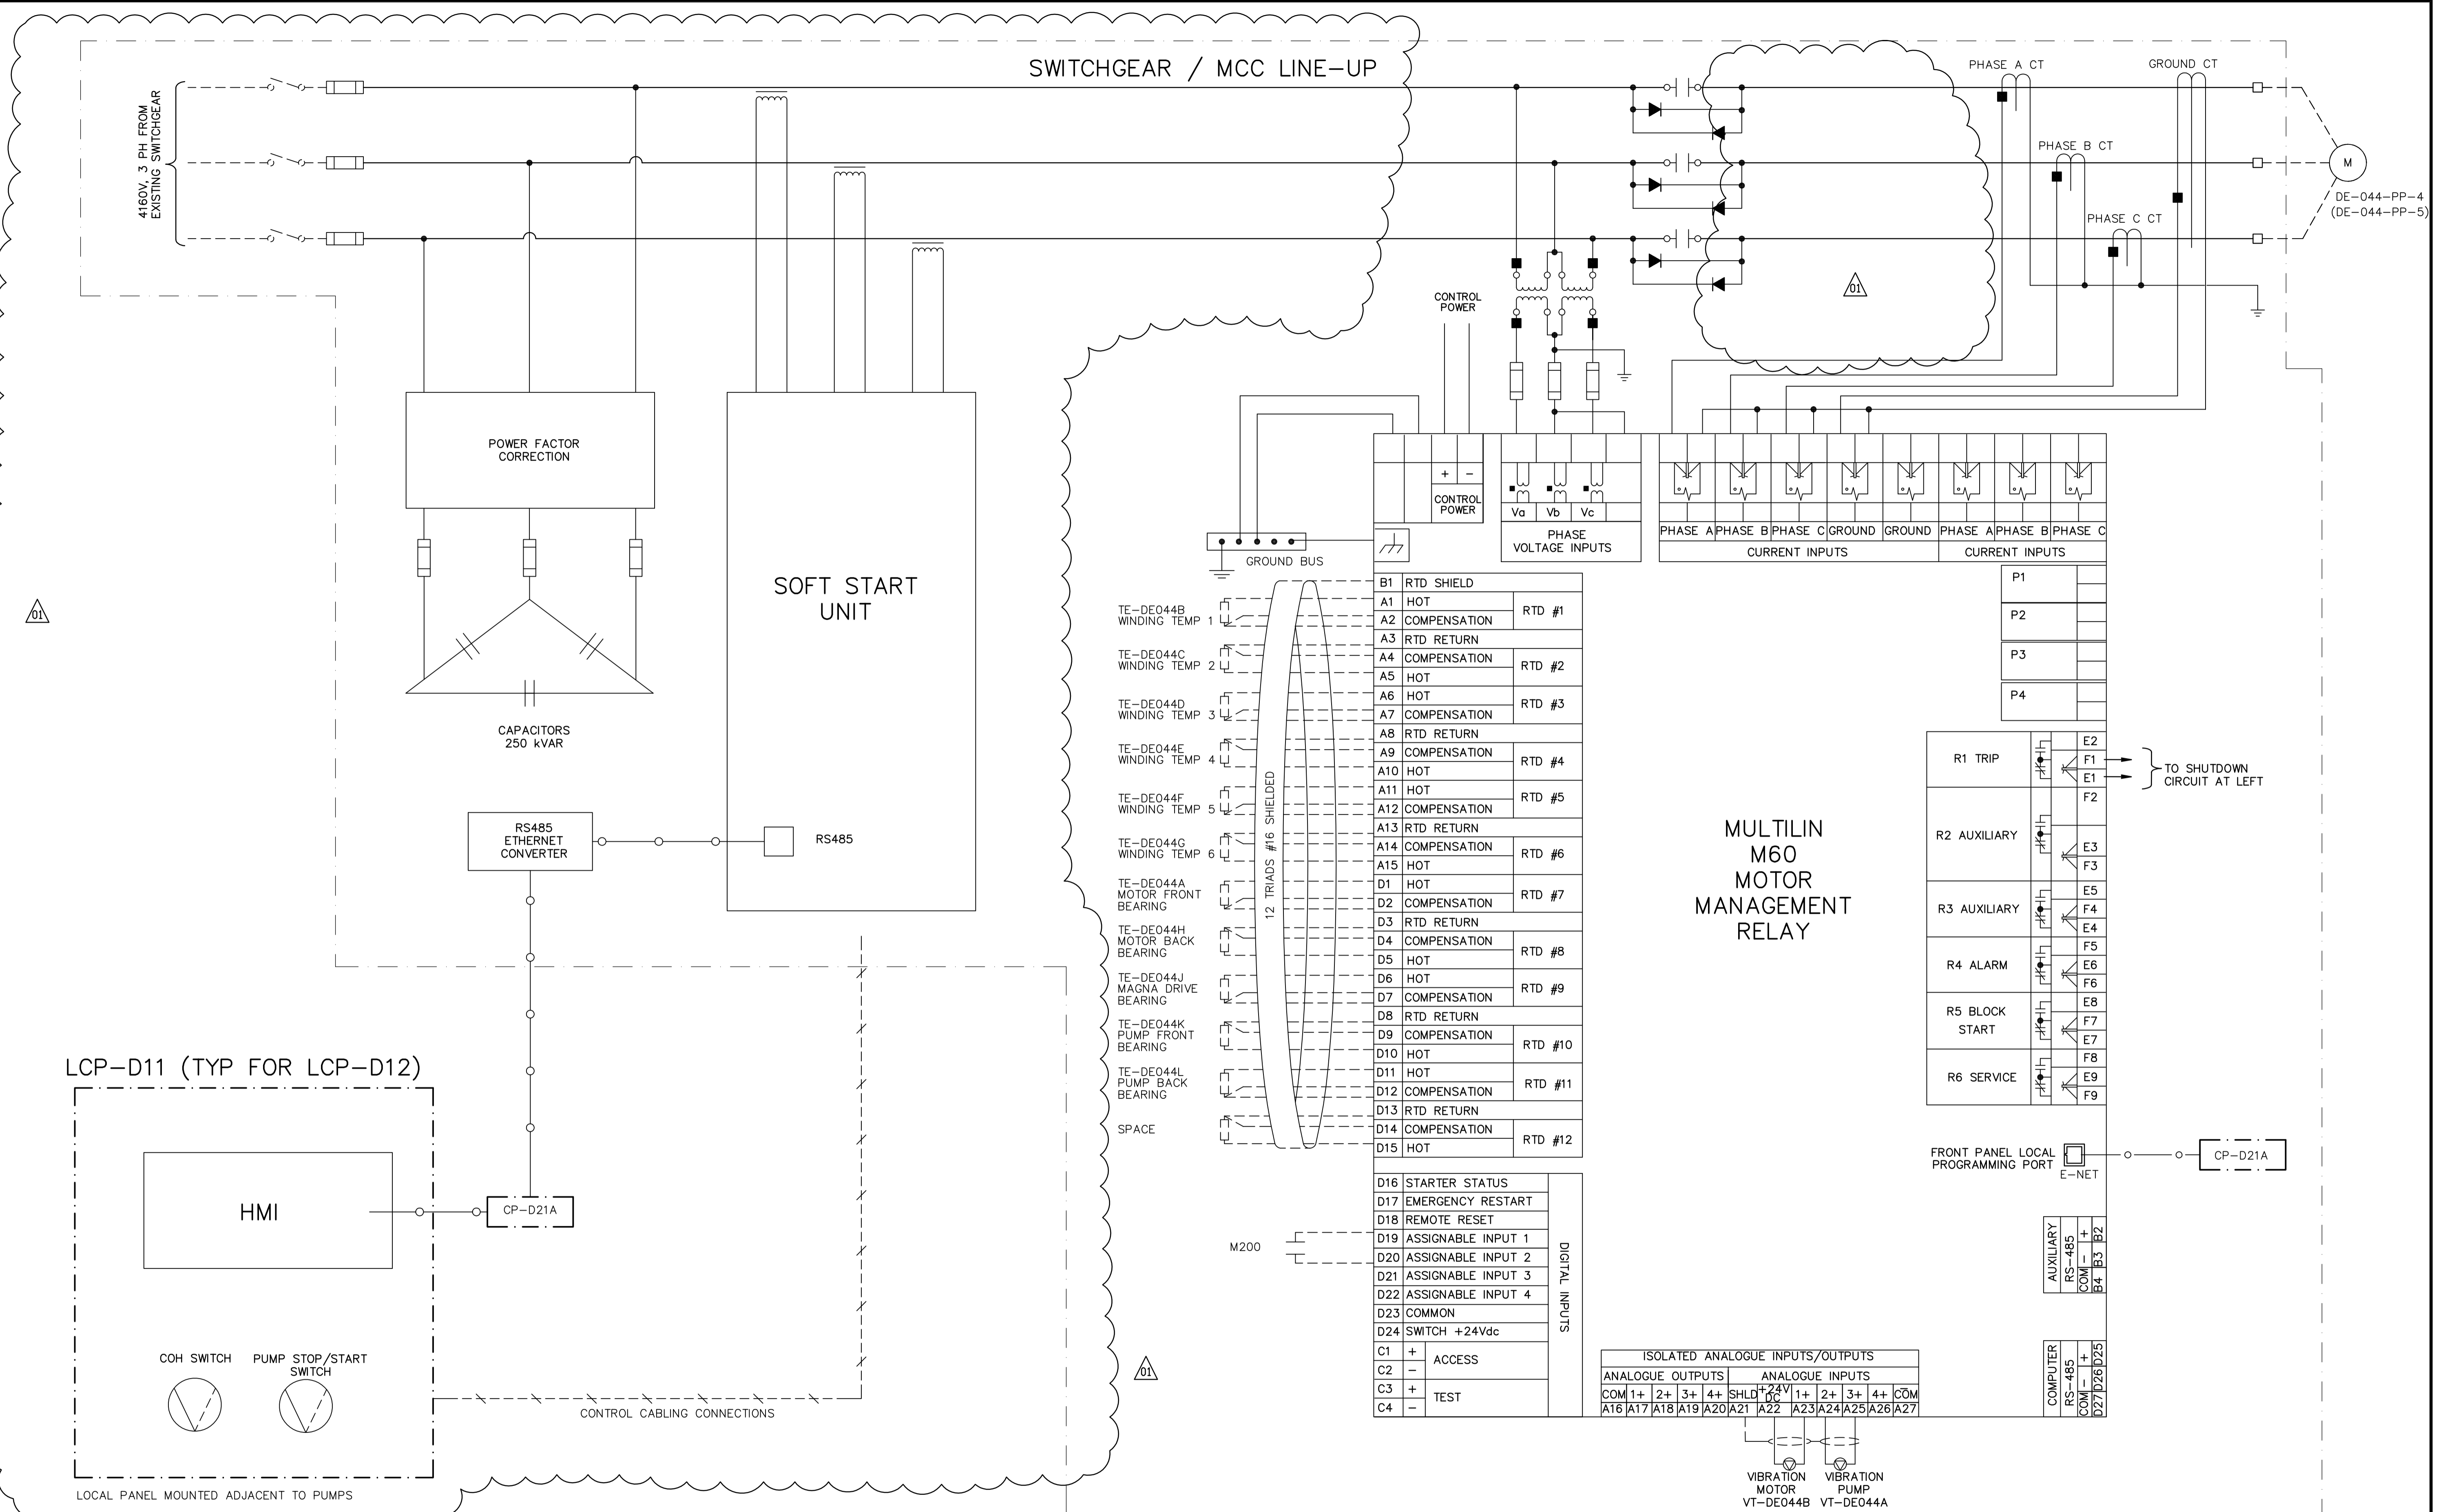 SWITCHGEAR / MCC LINE-UP
4160V, 3 PH FROM
EXISTING SWITCHGEAR
PHASE A CT
GROUND CT
PHASE B CT
PHASE C CT
M
DE-044-PP-4
(DE-044-PP-5)
01
CONTROL
POWER
POWER FACTOR
CORRECTION
CAPACITORS
250 kVAR
SOFT START
UNIT
RS485
ETHERNET
CONVERTER
RS485
01
LCP-D11 (TYP FOR LCP-D12)
HMI
CP-D21A
COH SWITCH
PUMP STOP/START
SWITCH
CONTROL CABLING CONNECTIONS
LOCAL PANEL MOUNTED ADJACENT TO PUMPS
01
GROUND BUS
+ -
CONTROL
POWER
Va Vb Vc
PHASE
VOLTAGE INPUTS
PHASE A PHASE B PHASE C GROUND GROUND PHASE A PHASE B PHASE C
CURRENT INPUTS
CURRENT INPUTS
TE-DE044B
WINDING TEMP 1
TE-DE044C
WINDING TEMP 2
TE-DE044D
WINDING TEMP 3
TE-DE044E
WINDING TEMP 4
TE-DE044F
WINDING TEMP 5
TE-DE044G
WINDING TEMP 6
TE-DE044A
MOTOR FRONT
BEARING
TE-DE044H
MOTOR BACK
BEARING
TE-DE044J
MAGNA DRIVE
BEARING
TE-DE044K
PUMP FRONT
BEARING
TE-DE044L
PUMP BACK
BEARING
SPACE
12 TRIADS #16 SHIELDED
B1 RTD SHIELD
A1 HOT
A2 COMPENSATION
RTD #1
A3 RTD RETURN
A4 COMPENSATION
A5 HOT
RTD #2
A6 HOT
A7 COMPENSATION
RTD #3
A8 RTD RETURN
A9 COMPENSATION
A10 HOT
RTD #4
A11 HOT
A12 COMPENSATION
RTD #5
A13 RTD RETURN
A14 COMPENSATION
A15 HOT
RTD #6
D1 HOT
D2 COMPENSATION
RTD #7
D3 RTD RETURN
D4 COMPENSATION
D5 HOT
RTD #8
D6 HOT
D7 COMPENSATION
RTD #9
D8 RTD RETURN
D9 COMPENSATION
D10 HOT
RTD #10
D11 HOT
D12 COMPENSATION
RTD #11
D13 RTD RETURN
D14 COMPENSATION
D15 HOT
RTD #12
M200
D16 STARTER STATUS
D17 EMERGENCY RESTART
D18 REMOTE RESET
D19 ASSIGNABLE INPUT 1
D20 ASSIGNABLE INPUT 2
D21 ASSIGNABLE INPUT 3
D22 ASSIGNABLE INPUT 4
D23 COMMON
D24 SWITCH +24Vdc
C1 +
C2 -
ACCESS
C3 +
C4 -
TEST
DIGITAL INPUTS
MULTILIN
M60
MOTOR
MANAGEMENT
RELAY
P1
P2
P3
P4
R1 TRIP
E2
F1
E1
TO SHUTDOWN
CIRCUIT AT LEFT
R2 AUXILIARY
F2
E3
F3
R3 AUXILIARY
E5
F4
E4
R4 ALARM
F5
E6
F6
R5 BLOCK
START
E8
F7
E7
R6 SERVICE
F8
E9
F9
FRONT PANEL LOCAL
PROGRAMMING PORT
E-NET
CP-D21A
AUXILIARY
RS-485
COM - +
B4 B3 B2
COMPUTER
RS-485
COM - +
D27 D26 D25
ISOLATED ANALOGUE INPUTS/OUTPUTS
ANALOGUE OUTPUTS ANALOGUE INPUTS
COM 1+ 2+ 3+ 4+ SHLD +24V DC 1+ 2+ 3+ 4+ COM
A16 A17 A18 A19 A20 A21 A22 A23 A24 A25 A26 A27
VIBRATION
MOTOR
VT-DE044B
VIBRATION
PUMP
VT-DE044A